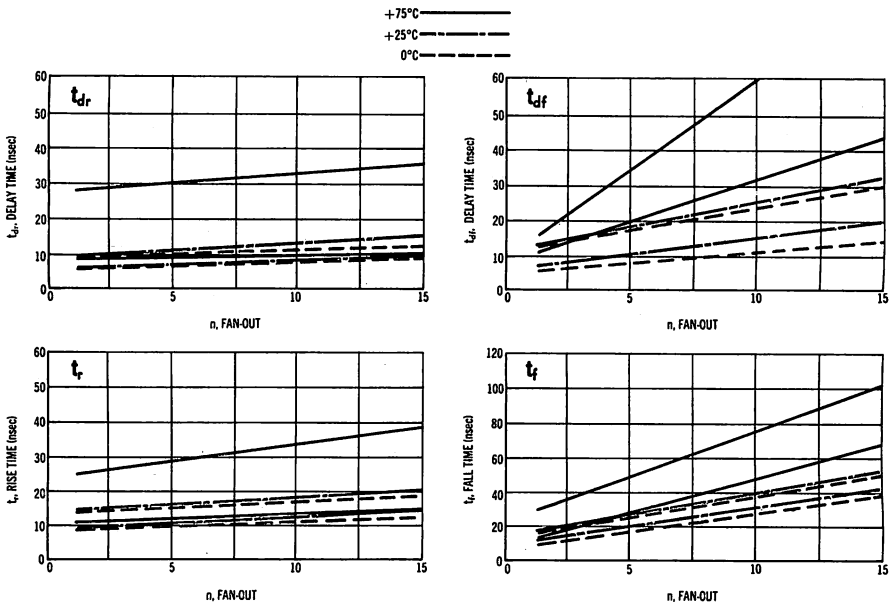 +75°C
+25°C
0°C
60
50
40
30
20
10
0
t_dr, DELAY TIME (nsec)
t_dr
0
5
10
15
n, FAN-OUT
60
50
40
30
20
10
0
t_df, DELAY TIME (nsec)
t_df
0
5
10
15
n, FAN-OUT
60
50
40
30
20
10
0
t_r, RISE TIME (nsec)
t_r
0
5
10
15
n, FAN-OUT
120
100
80
60
40
20
0
t_f, FALL TIME (nsec)
t_f
0
5
10
15
n, FAN-OUT